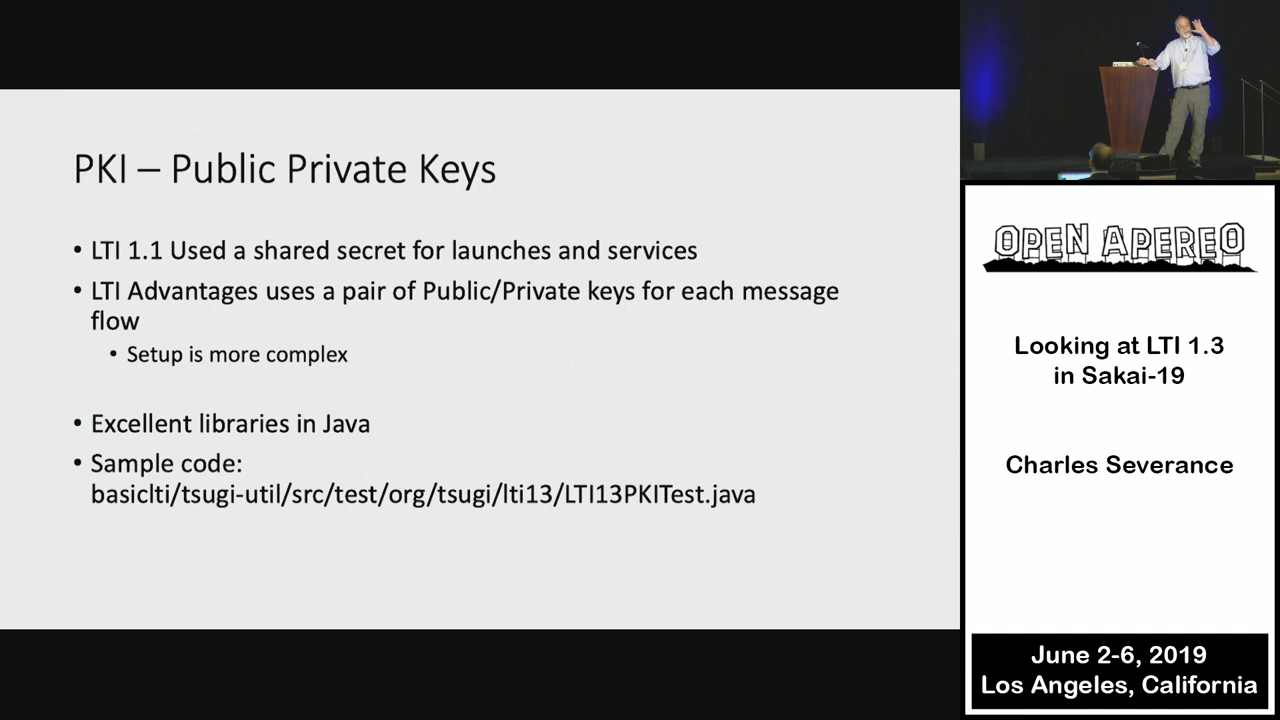 PKI – Public Private Keys
• LTI 1.1 Used a shared secret for launches and services
• LTI Advantages uses a pair of Public/Private keys for each message
flow
• Setup is more complex
• Excellent libraries in Java
• Sample code:
basiclti/tsugi-util/src/test/org/tsugi/lti13/LTI13PKITest.java
OPEN APEREO
Looking at LTI 1.3
in Sakai-19
Charles Severance
June 2-6, 2019
Los Angeles, California